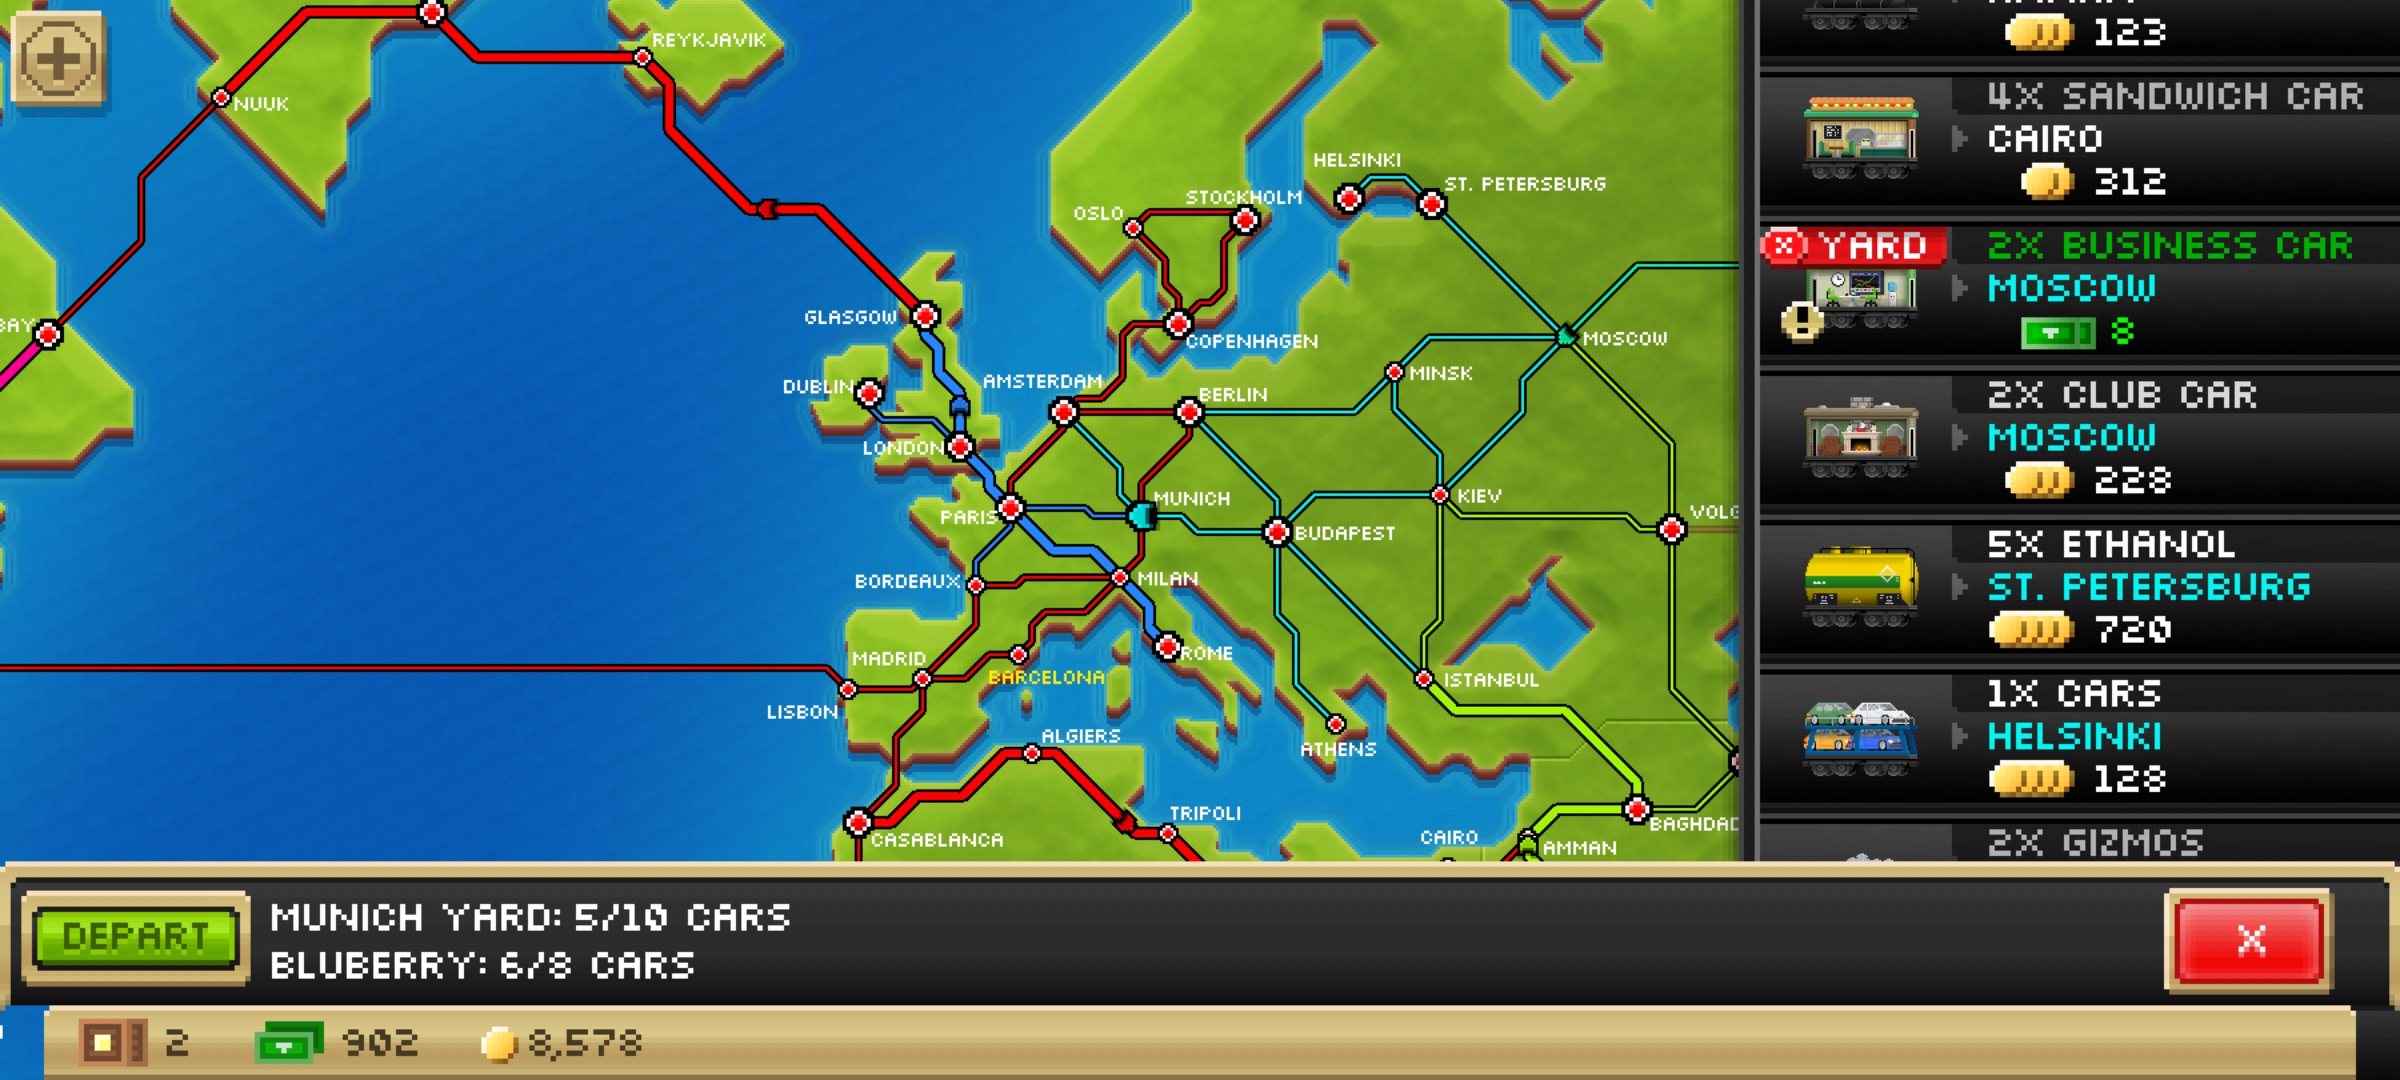 REYKJAVIK
NUUK
HELSINKI
ST. PETERSBURG
STOCKHOLM
OSLO
GLASGOW
COPENHAGEN
MOSCOW
BAY
DUBLIN
AMSTERDAM
BERLIN
MINSK
LONDON
MUNICH
KIEV
PARIS
BUDAPEST
VOLG
BORDEAUX
MILAN
MADRID
ROME
BARCELONA
ISTANBUL
LISBON
ALGIERS
ATHENS
TRIPOLI
CASABLANCA
CAIRO
AMMAN
BAGHDAD
123
4X SANDWICH CAR
CAIRO
312
X YARD
2X BUSINESS CAR
MOSCOW
8
2X CLUB CAR
MOSCOW
228
5X ETHANOL
ST. PETERSBURG
720
1X CARS
HELSINKI
128
2X GIZMOS
DEPART
MUNICH YARD: 5/10 CARS
BLUBERRY: 6/8 CARS
X
2
902
8,578